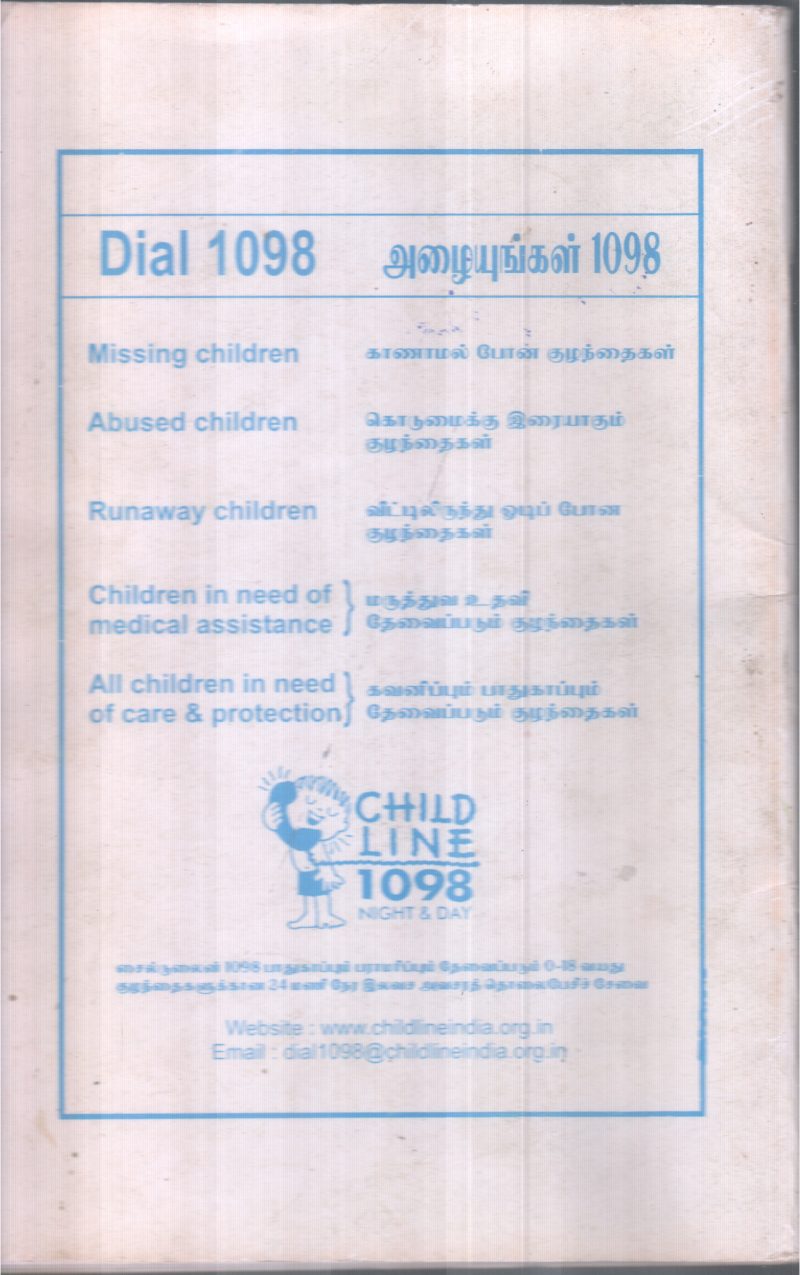 Dial 1098
அழையுங்கள் 1098
Missing children
காணாமல் போன குழந்தைகள்
Abused children
கொடுமைக்கு இரையாகும்
குழந்தைகள்
Runaway children
வீட்டிலிருந்து ஓடிப் போன
குழந்தைகள்
Children in need of
medical assistance
மருத்துவ உதவி
தேவைப்படும் குழந்தைகள்
All children in need
of care & protection
கவனிப்பும் பாதுகாப்பும்
தேவைப்படும் குழந்தைகள்
CHILD
LINE
1098
NIGHT & DAY
சைல்டுலைன் 1098 பாதுகாப்பும் பராமரிப்பும் தேவைப்படும் 0-18 வயது
குழந்தைகளுக்கான 24 மணி நேர இலவச அவசரத் தொலைபேசிச் சேவை
Website : www.childlineindia.org.in
Email : dial1098@childlineindia.org.in